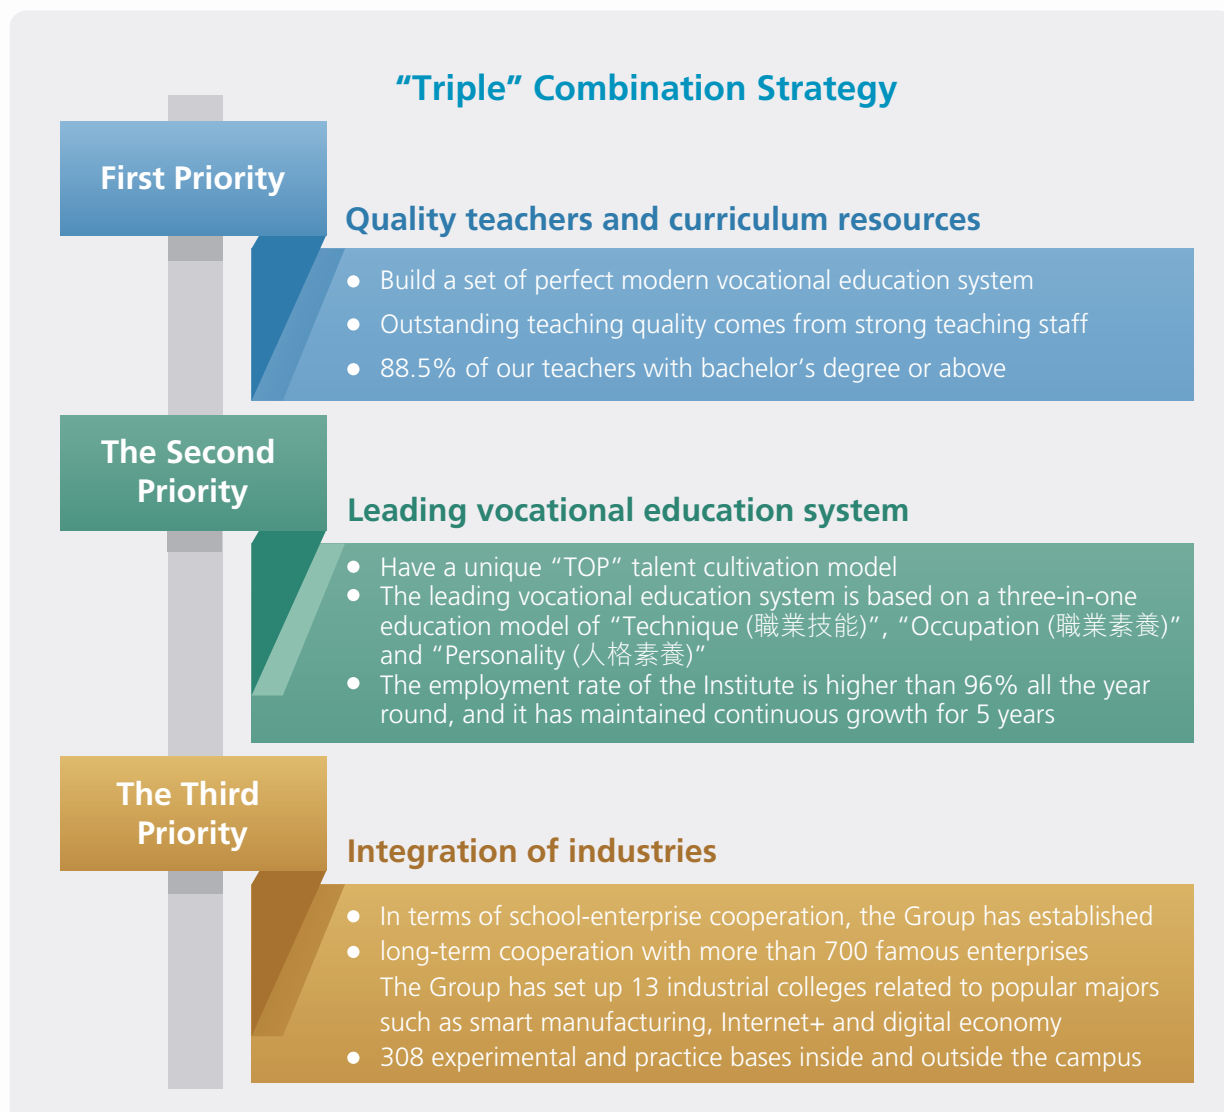 “Triple” Combination Strategy
First Priority
Quality teachers and curriculum resources
● Build a set of perfect modern vocational education system
● Outstanding teaching quality comes from strong teaching staff
● 88.5% of our teachers with bachelor’s degree or above
The Second
Priority
Leading vocational education system
● Have a unique “TOP” talent cultivation model
● The leading vocational education system is based on a three-in-one
education model of “Technique (職業技能)”, “Occupation (職業素養)”
and “Personality (人格素養)”
● The employment rate of the Institute is higher than 96% all the year
round, and it has maintained continuous growth for 5 years
The Third
Priority
Integration of industries
● In terms of school-enterprise cooperation, the Group has established
● long-term cooperation with more than 700 famous enterprises
The Group has set up 13 industrial colleges related to popular majors
such as smart manufacturing, Internet+ and digital economy
● 308 experimental and practice bases inside and outside the campus